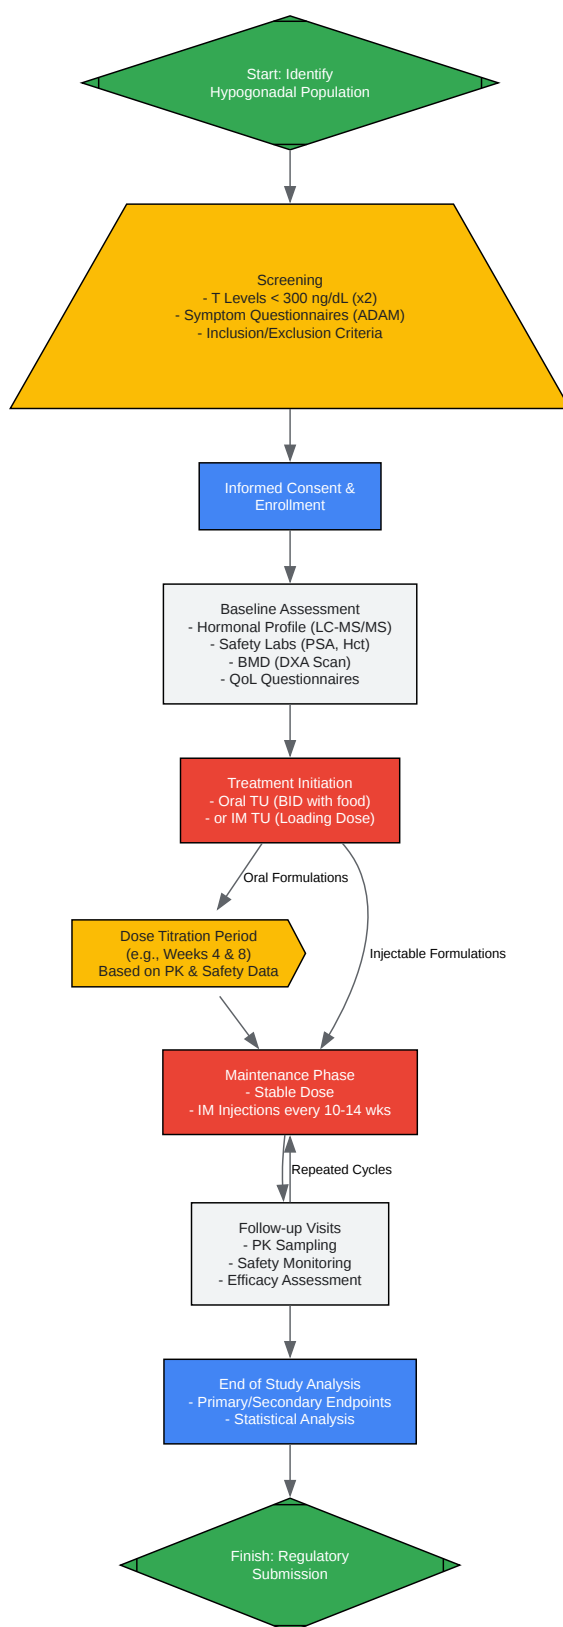 Start: Identify
Hypogonadal Population
Screening
- T Levels < 300 ng/dL (x2)
- Symptom Questionnaires (ADAM)
- Inclusion/Exclusion Criteria
Informed Consent &
Enrollment
Baseline Assessment
- Hormonal Profile (LC-MS/MS)
- Safety Labs (PSA, Hct)
- BMD (DXA Scan)
- QoL Questionnaires
Treatment Initiation
- Oral TU (BID with food)
- or IM TU (Loading Dose)
Oral Formulations
Dose Titration Period
(e.g., Weeks 4 & 8)
Based on PK & Safety Data
Injectable Formulations
Maintenance Phase
- Stable Dose
- IM Injections every 10-14 wks
Repeated Cycles
Follow-up Visits
- PK Sampling
- Safety Monitoring
- Efficacy Assessment
End of Study Analysis
- Primary/Secondary Endpoints
- Statistical Analysis
Finish: Regulatory
Submission